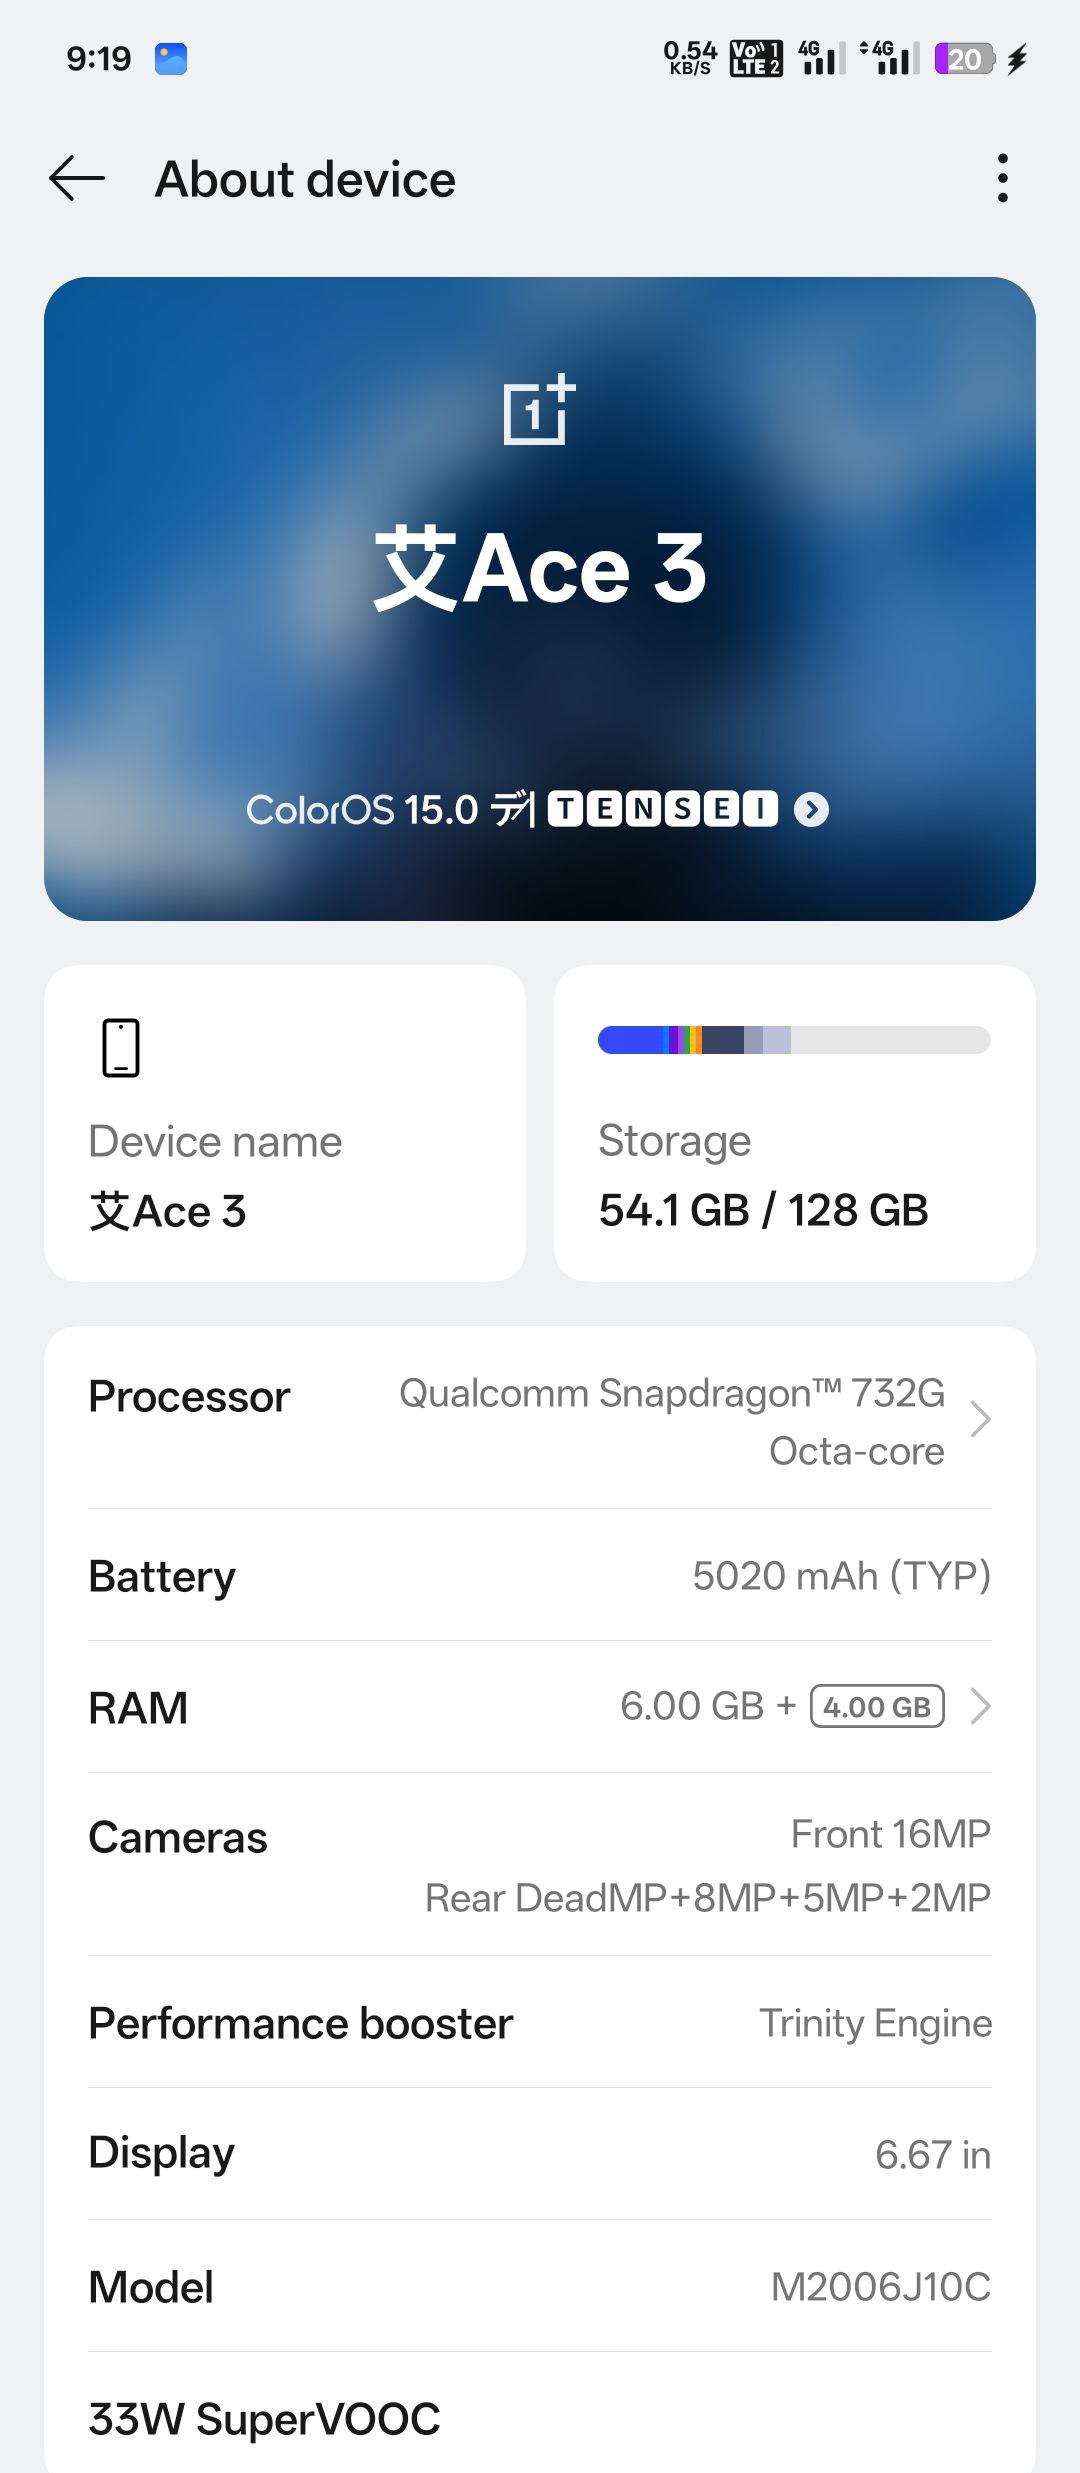 9:19
0.54 KB/S Vo 1 LTE 2 4G 4G 20
About device
1
艾Ace 3
ColorOS 15.0 デ| TENSEI
Device name
艾Ace 3
Storage
54.1 GB / 128 GB
Processor
Qualcomm Snapdragon™ 732G
Octa-core
Battery
5020 mAh (TYP)
RAM
6.00 GB + 4.00 GB
Cameras
Front 16MP
Rear DeadMP+8MP+5MP+2MP
Performance booster
Trinity Engine
Display
6.67 in
Model
M2006J10C
33W SuperVOOC